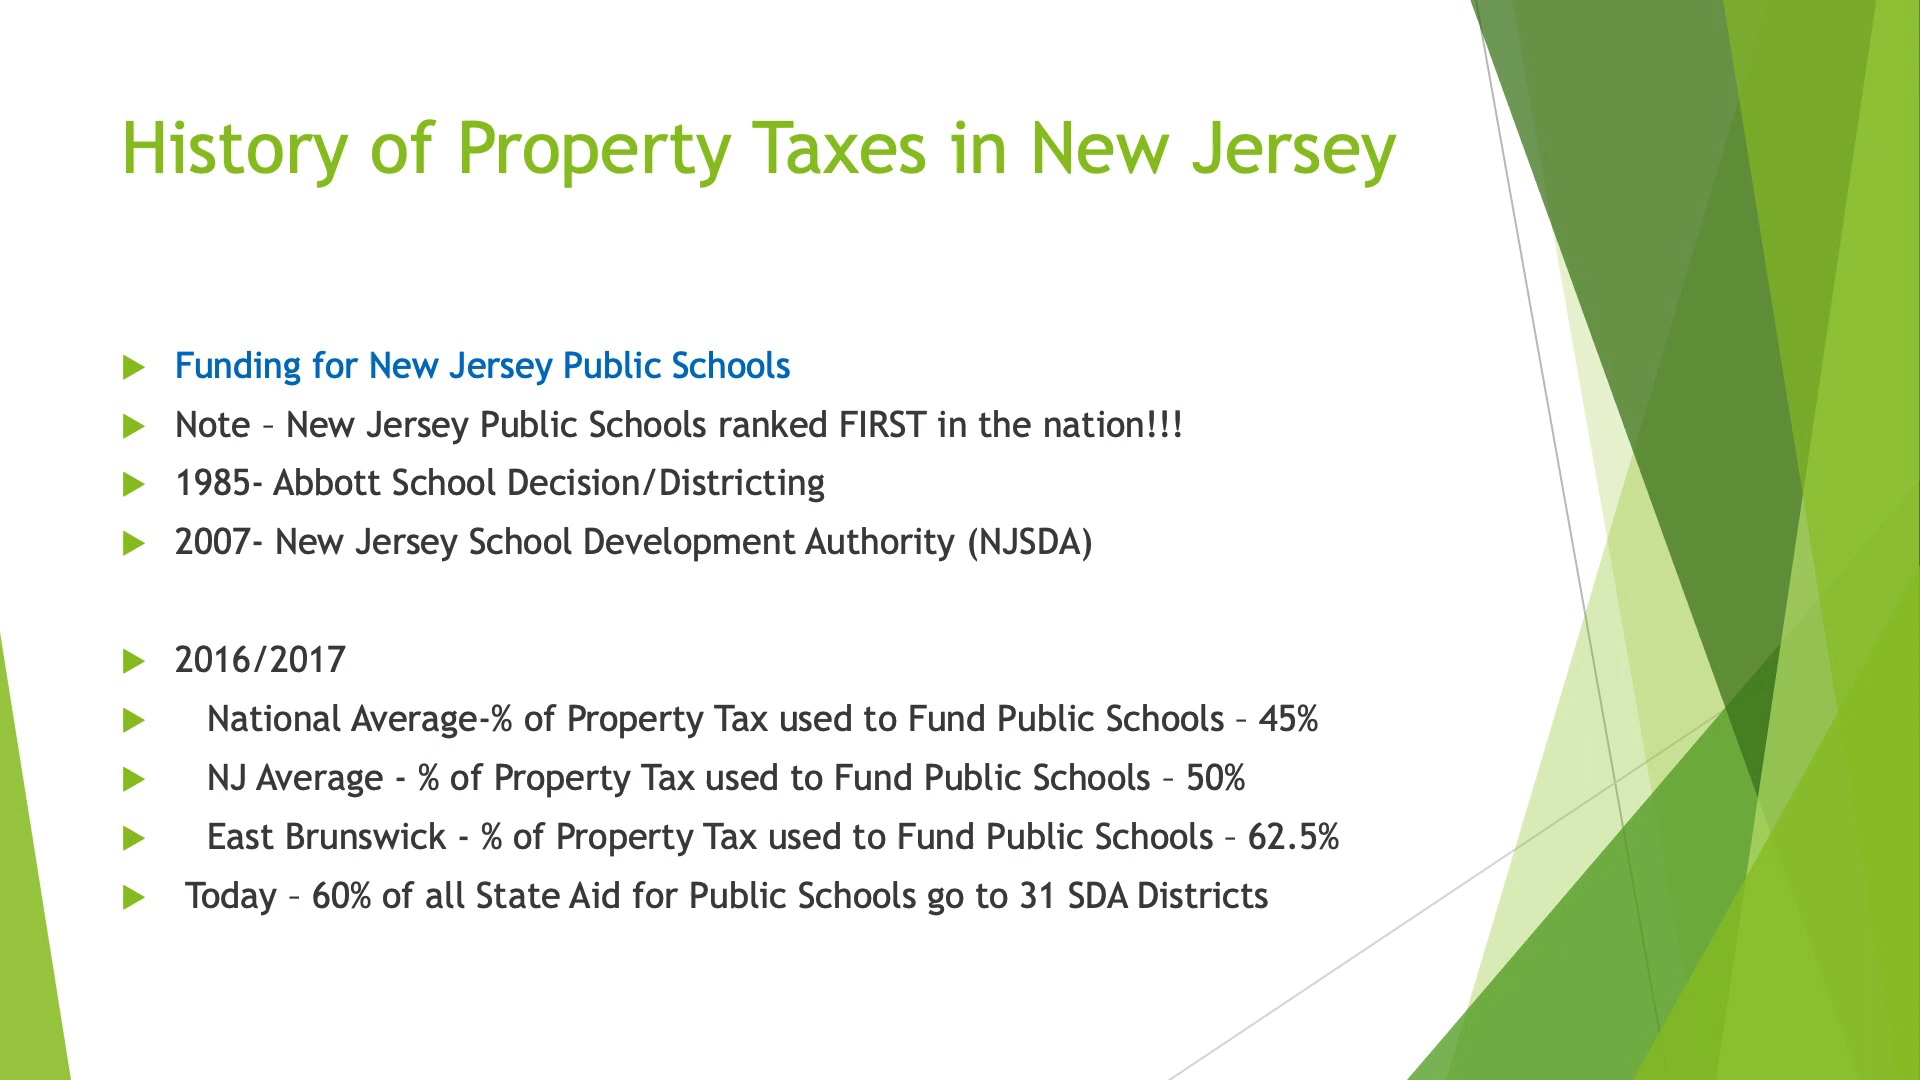 History of Property Taxes in New Jersey
Funding for New Jersey Public Schools
Note – New Jersey Public Schools ranked FIRST in the nation!!!
1985- Abbott School Decision/Districting
2007- New Jersey School Development Authority (NJSDA)
2016/2017
National Average-% of Property Tax used to Fund Public Schools – 45%
NJ Average - % of Property Tax used to Fund Public Schools – 50%
East Brunswick - % of Property Tax used to Fund Public Schools – 62.5%
Today – 60% of all State Aid for Public Schools go to 31 SDA Districts